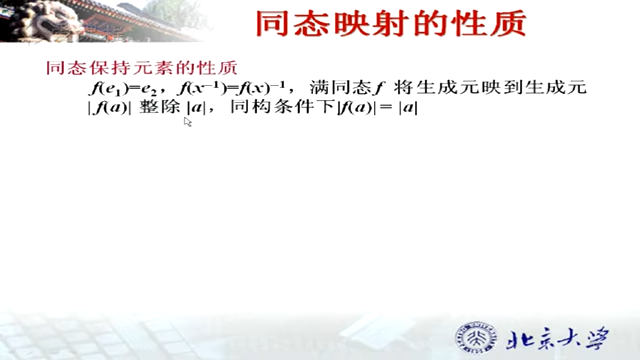 同态映射的性质
同态保持元素的性质
f(e₁)=e₂，f(x⁻¹)=f(x)⁻¹，满同态 f 将生成元映到生成元
| f(a)| 整除 |a|，同构条件下|f(a)|= |a|
北京大学